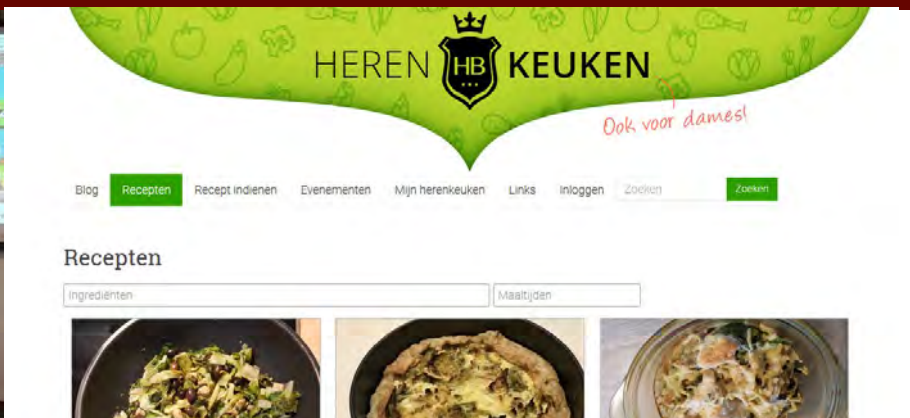 HEREN HB KEUKEN
Ook voor dames!
Blog Recepten Recept indienen Evenementen Mijn herenkeuken Links Inloggen Zoeken Zoeken
Recepten
Ingrediënten Maaltijden